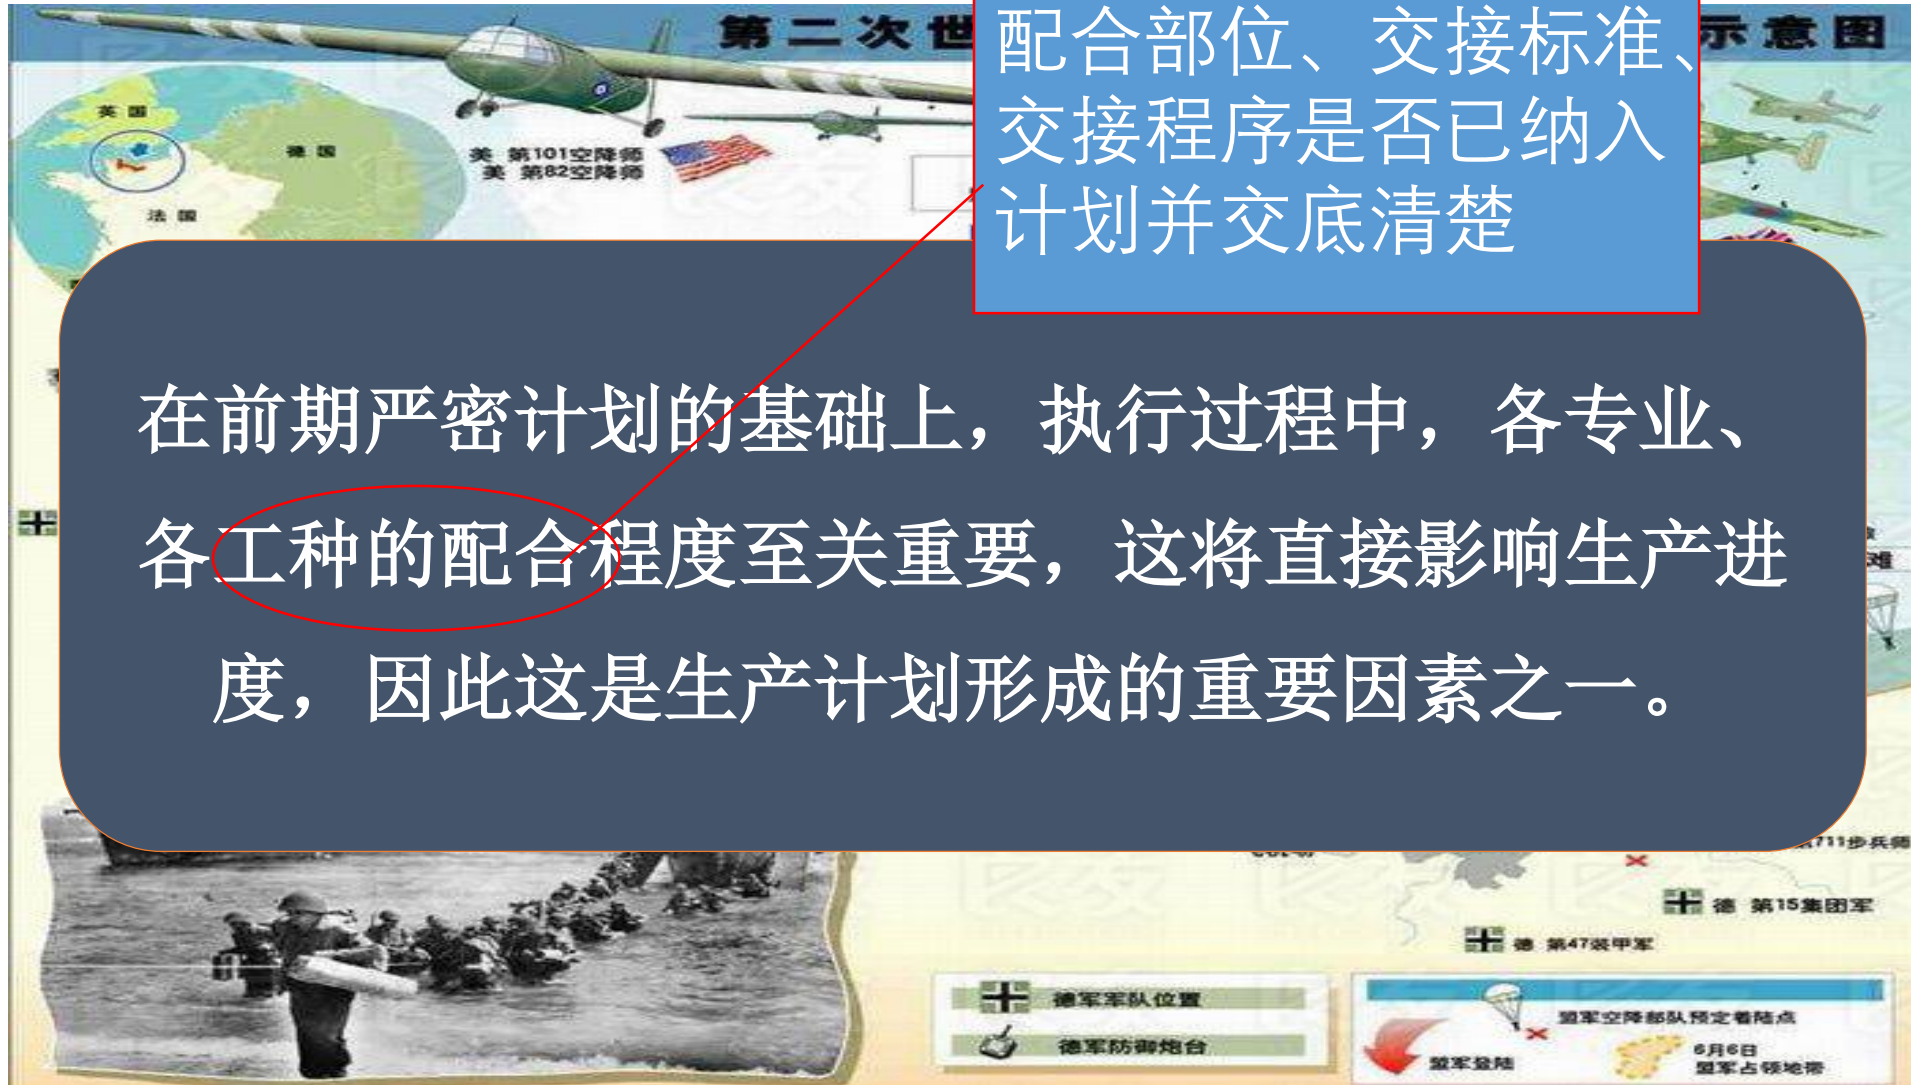 第二次世
示意图
配合部位、交接标准、
交接程序是否已纳入
计划并交底清楚
英国
德国
法国
美 第101空降师
美 第82空降师
在前期严密计划的基础上，执行过程中，各专业、
各工种的配合程度至关重要，这将直接影响生产进
度，因此这是生产计划形成的重要因素之一。
难
711步兵师
德 第15集团军
德 第47装甲军
德军军队位置
德军防御炮台
盟军空降部队预定着陆点
盟军登陆
6月6日
盟军占领地带